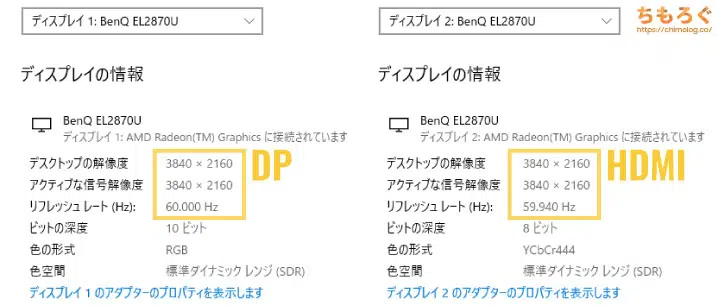 ディスプレイ 1: BenQ EL2870U
ディスプレイの情報
BenQ EL2870U
ディスプレイ 1: AMD Radeon(TM) Graphics に接続されています
デスクトップの解像度 3840 × 2160
アクティブな信号解像度 3840 × 2160
リフレッシュ レート (Hz): 60.000 Hz
DP
ビットの深度 10 ビット
色の形式 RGB
色空間 標準ダイナミック レンジ (SDR)
ディスプレイ 1 のアダプターのプロパティを表示します
ディスプレイ 2: BenQ EL2870U
ちもろぐ
https://chimolog.co/
ディスプレイの情報
BenQ EL2870U
ディスプレイ 2: AMD Radeon(TM) Graphics に接続されています
デスクトップの解像度 3840 × 2160
アクティブな信号解像度 3840 × 2160
リフレッシュ レート (Hz): 59.940 Hz
HDMI
ビットの深度 8 ビット
色の形式 YCbCr444
色空間 標準ダイナミック レンジ (SDR)
ディスプレイ 2 のアダプターのプロパティを表示します